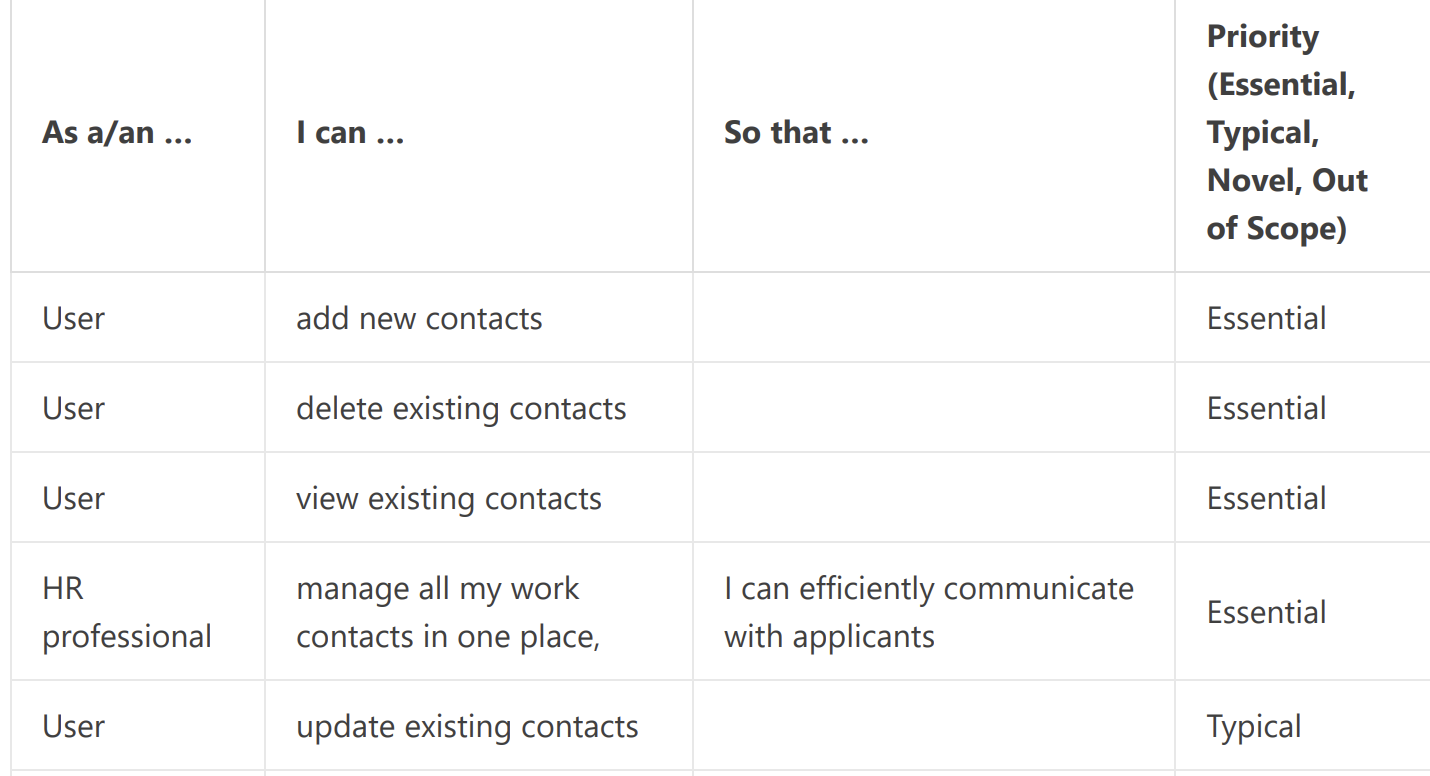 As a/an ...
I can ...
So that ...
Priority
(Essential,
Typical,
Novel, Out
of Scope)
User
add new contacts
Essential
User
delete existing contacts
Essential
User
view existing contacts
Essential
HR
professional
manage all my work
contacts in one place,
I can efficiently communicate
with applicants
Essential
User
update existing contacts
Typical